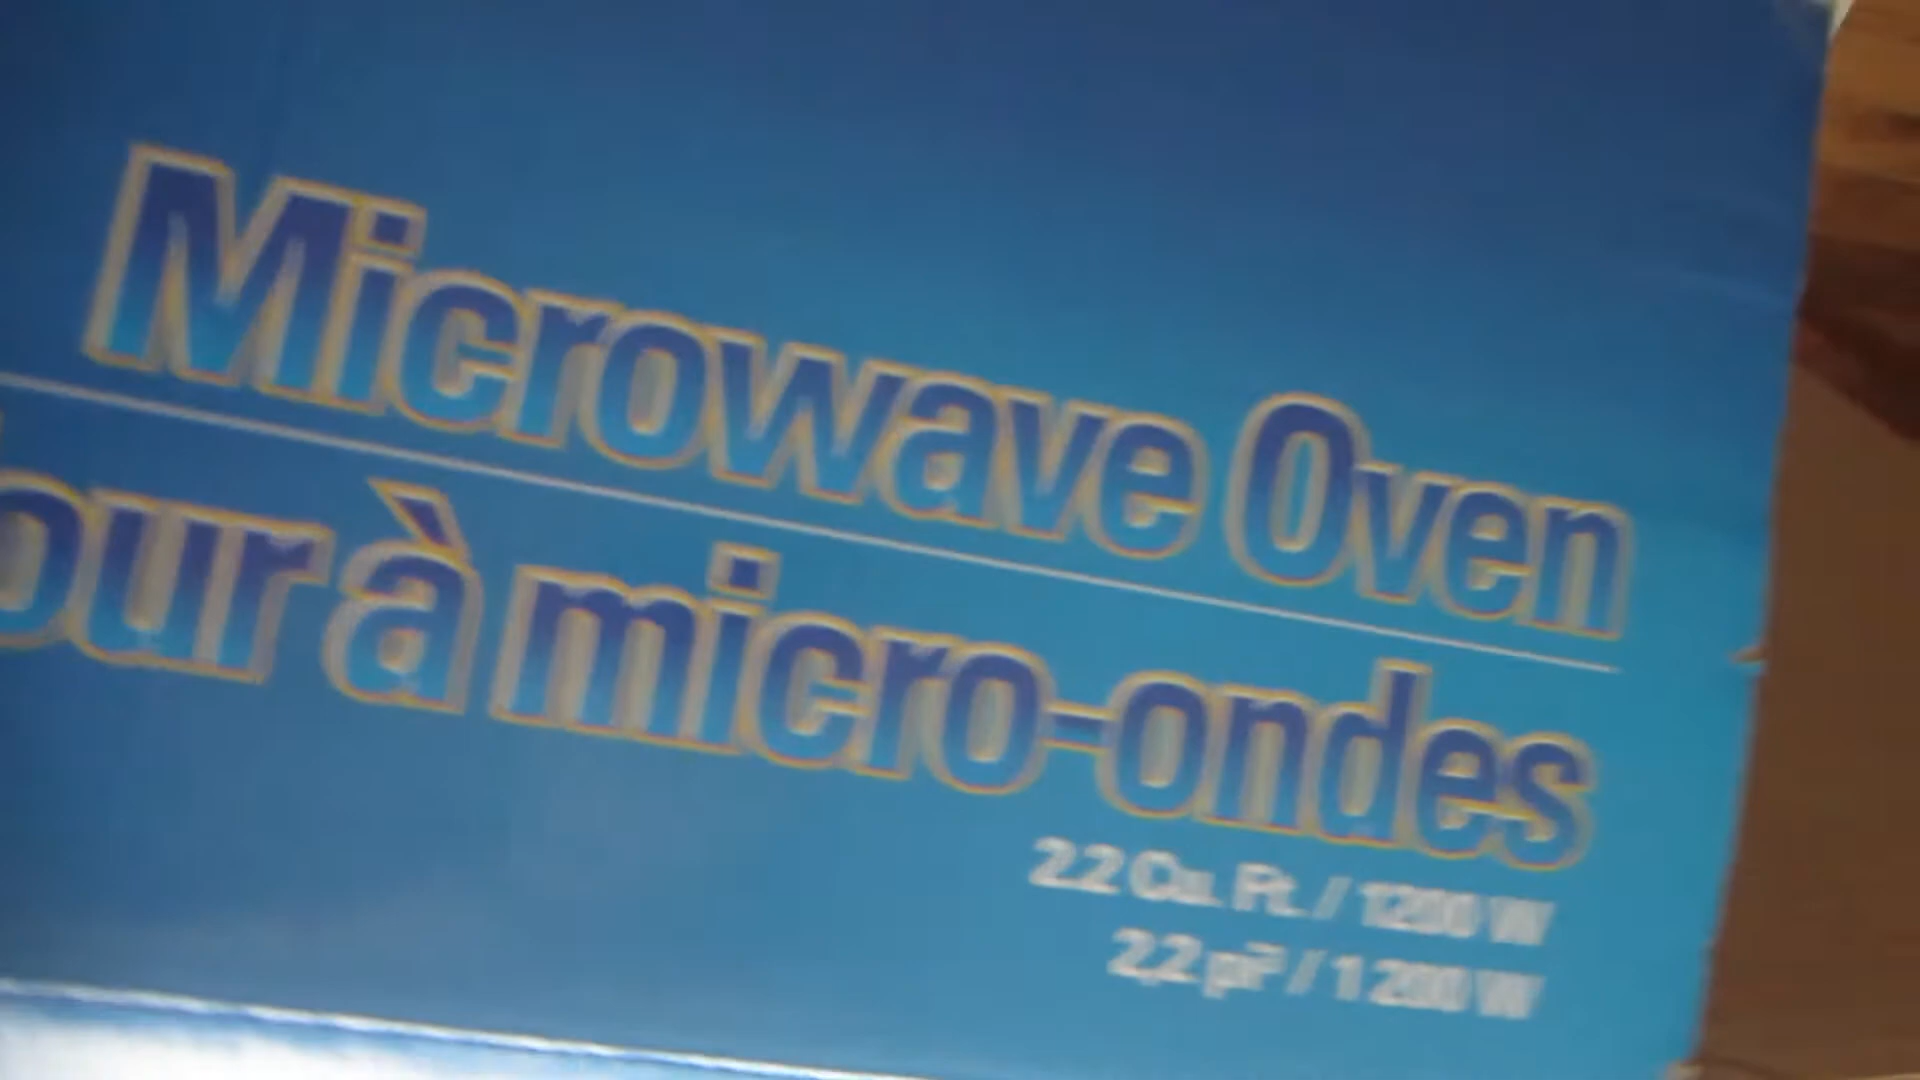 Microwave Oven
our à micro-ondes
2.2 Cu. Ft. / 1200 W
2,2 pi³ / 1 200 W